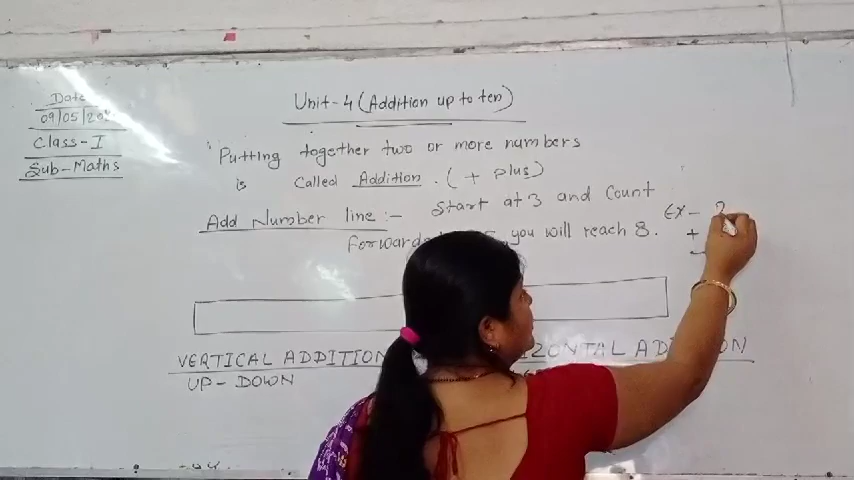 Date
09/05/20
Class-I
Sub-Maths
Unit-4 (Addition up to ten)
Putting together two or more numbers
is called Addition. (+ plus)
Add Number line:- Start at 3 and Count
forwards you will reach 8.
Ex-
+
VERTICAL ADDITION
UP-DOWN